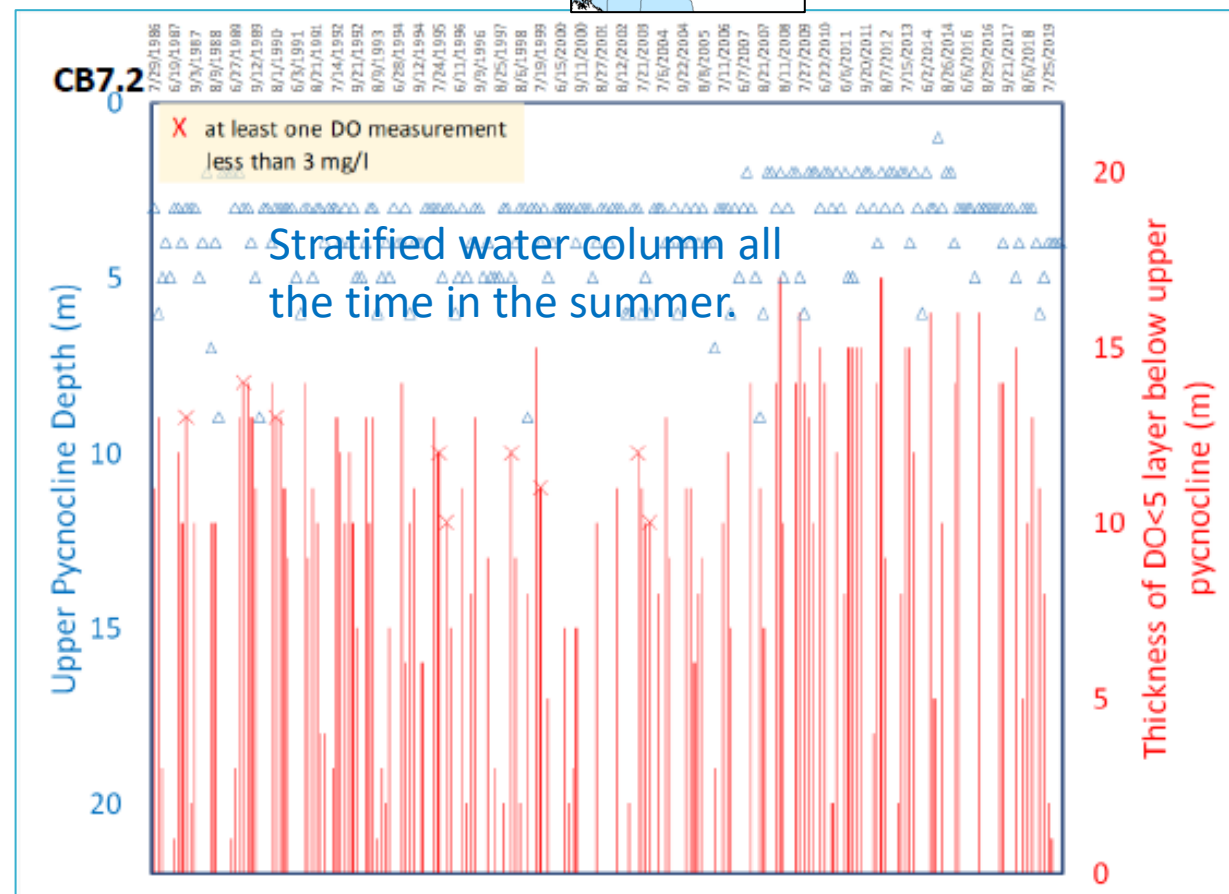 7/29/1986 6/19/1987 9/3/1987 8/9/1988 6/27/1989 9/12/1989 8/1/1990 6/3/1991 8/21/1991 7/14/1992 9/21/1992 8/9/1993 6/28/1994 9/12/1994 7/24/1995 6/11/1996 9/9/1996 8/25/1997 8/6/1998 7/19/1999 6/15/2000 9/11/2000 8/27/2001 8/12/2002 7/21/2003 7/6/2004 9/22/2004 8/8/2005 7/11/2006 6/7/2007 8/21/2007 8/11/2008 7/27/2009 6/22/2010 6/6/2011 9/20/2011 8/7/2012 7/15/2013 6/2/2014 8/26/2014 6/6/2016 8/29/2016 9/21/2017 8/6/2018 7/25/2019
CB7.2
0
X at least one DO measurement
less than 3 mg/l
20
Stratified water column all
the time in the summer.
5
15
10
10
15
5
20
0
Upper Pycnocline Depth (m)
Thickness of DO<5 layer below upper
pycnocline (m)